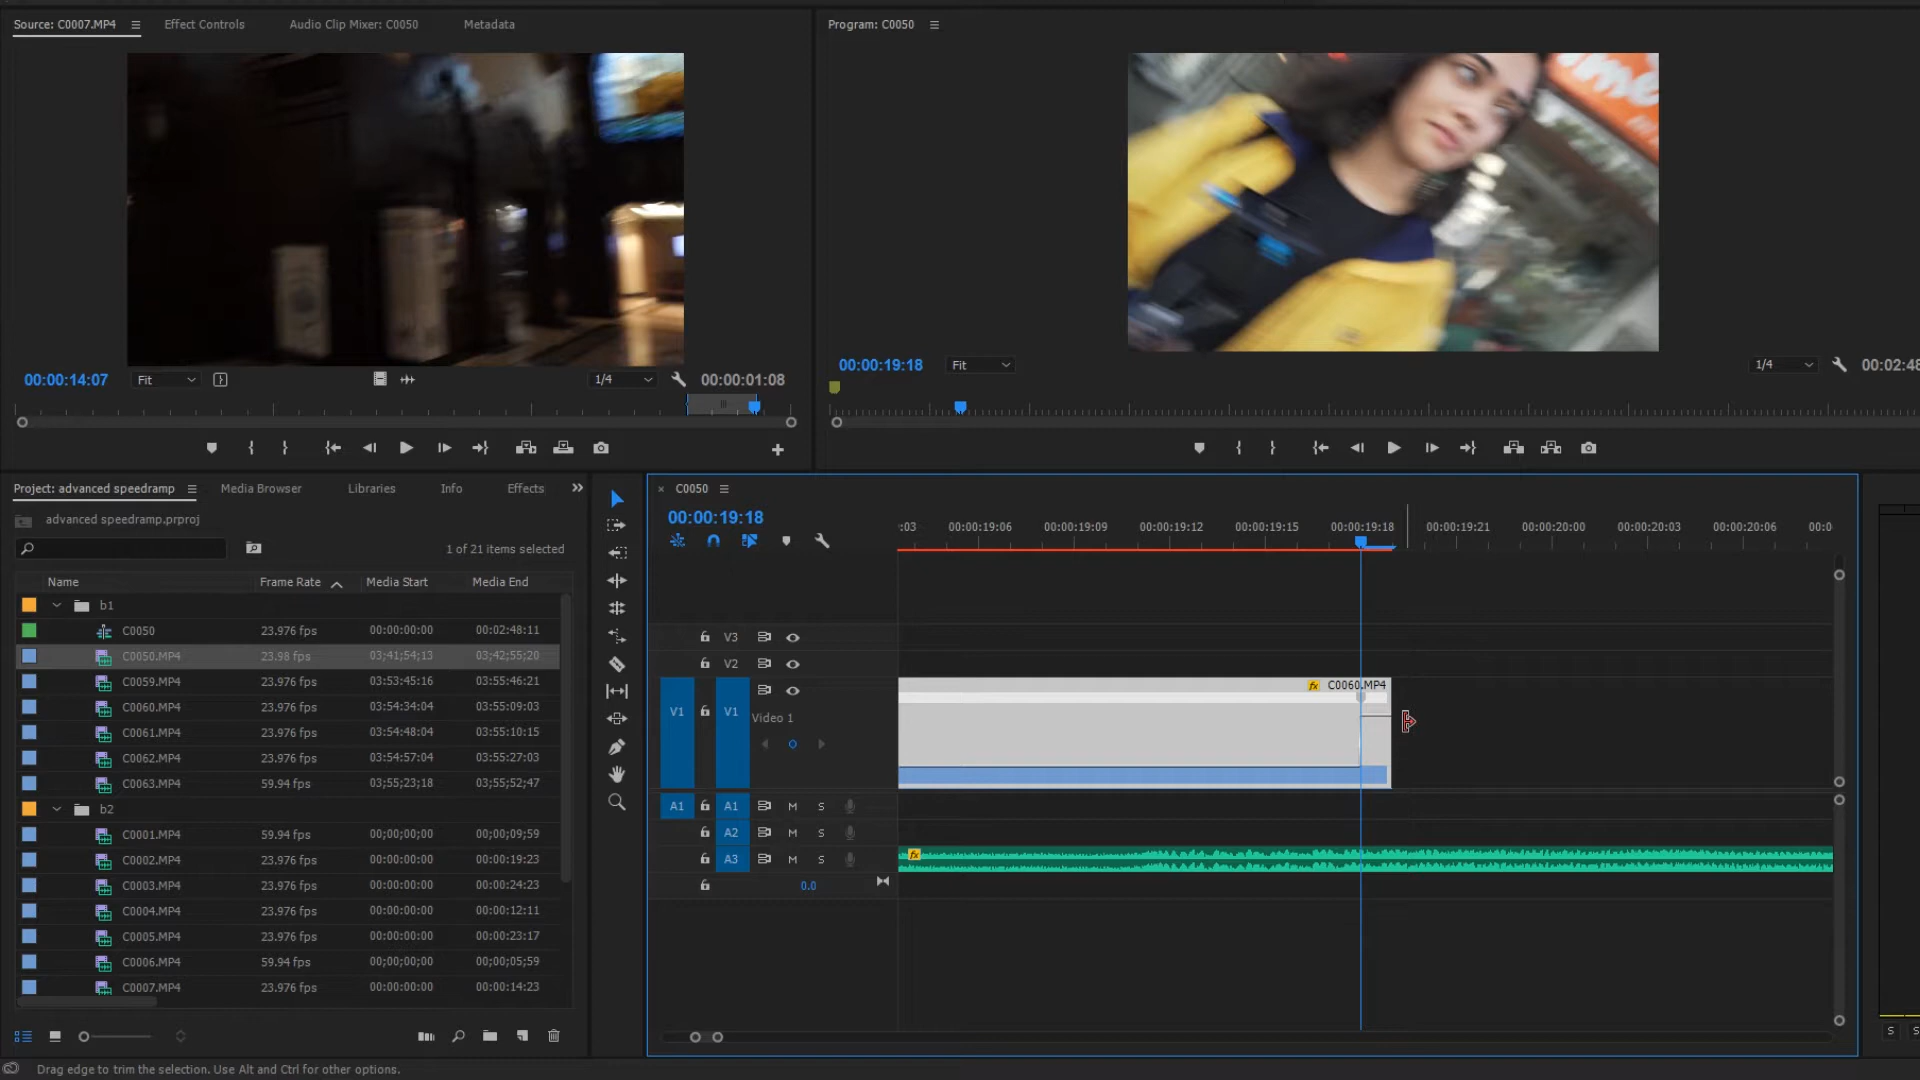 Source: C0007.MP4
Effect Controls
Audio Clip Mixer: C0050
Metadata
Program: C0050
00:00:14:07
Fit
1/4
00:00:01:08
00:00:19:18
Fit
1/4
00:02:48
Project: advanced speedramp
Media Browser
Libraries
Info
Effects
advanced speedramp.prproj
1 of 21 items selected
Name Frame Rate Media Start Media End
b1
C0050 23.976 fps 00:00:00:00 00:02:48:11
C0050.MP4 23.98 fps 03;41;54;13 03;42;55;20
C0059.MP4 23.976 fps 03:53:45:16 03:55:46:21
C0060.MP4 23.976 fps 03:54:34:04 03:55:09:03
C0061.MP4 23.976 fps 03:54:48:04 03:55:10:15
C0062.MP4 23.976 fps 03:54:57:04 03:55:27:03
C0063.MP4 59.94 fps 03:55:23;18 03:55:52;47
b2
C0001.MP4 59.94 fps 00;00;00;00 00;00;09;59
C0002.MP4 23.976 fps 00:00:00:00 00:00:19:23
C0003.MP4 23.976 fps 00:00:00:00 00:00:24:23
C0004.MP4 23.976 fps 00:00:00:00 00:00:12:11
C0005.MP4 23.976 fps 00:00:00:00 00:00:23:17
C0006.MP4 59.94 fps 00;00;00;00 00;00;05;59
C0007.MP4 23.976 fps 00:00:00:00 00:00:14:23
× C0050
00:00:19:18
:03 00:00:19:06 00:00:19:09 00:00:19:12 00:00:19:15 00:00:19:18 00:00:19:21 00:00:20:00 00:00:20:03 00:00:20:06 00:0
V3
V2
V1 V1
Video 1
fx C0060.MP4
A1 A1 M S
A2 M S
A3 M S
fx
0.0
S S
Drag edge to trim the selection. Use Alt and Ctrl for other options.